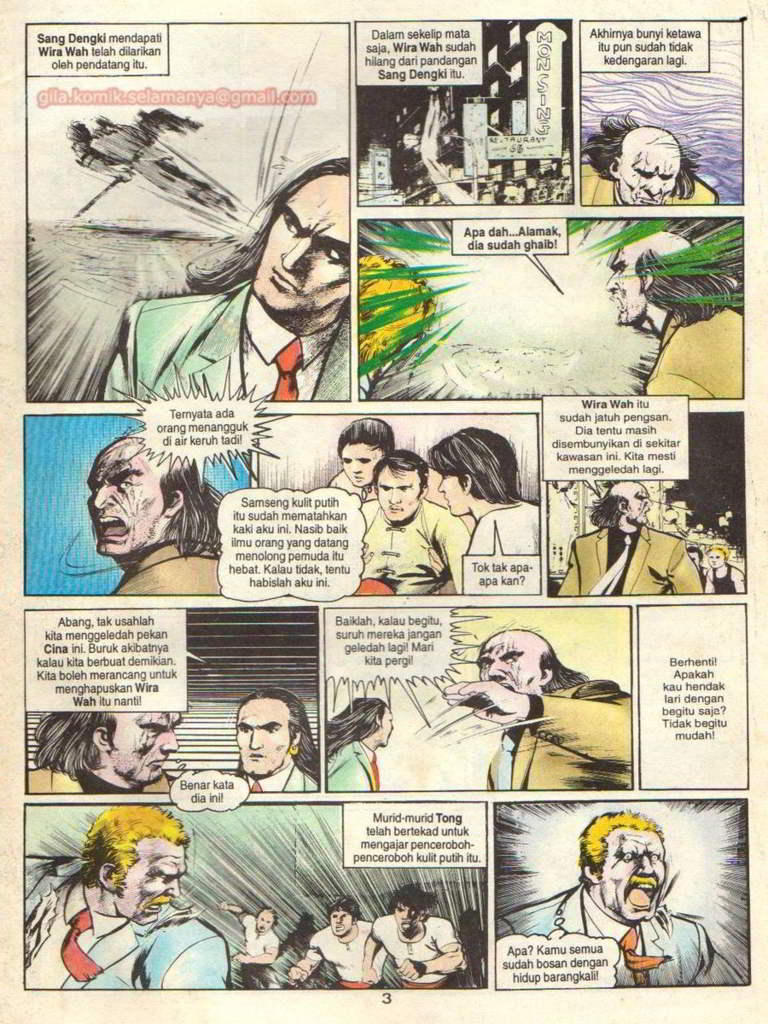 Sang Dengki mendapati
Wira Wah telah dilarikan
oleh pendatang itu.
gila.komik.selamanya@gmail.com
Dalam sekelip mata
saja, Wira Wah sudah
hilang dari pandangan
Sang Dengki itu.
MONSING
RESTAURANT
Akhirnya bunyi ketawa
itu pun sudah tidak
kedengaran lagi.
Apa dah...Alamak,
dia sudah ghaib!
Ternyata ada
orang menangguk
di air keruh tadi!
Samseng kulit putih
itu sudah mematahkan
kaki aku ini. Nasib baik
ilmu orang yang datang
menolong pemuda itu
hebat. Kalau tidak, tentu
habislah aku ini.
Tok tak apa-
apa kan?
Wira Wah itu
sudah jatuh pengsan.
Dia tentu masih
disembunyikan di sekitar
kawasan ini. Kita mesti
menggeledah lagi.
Abang, tak usahlah
kita menggeledah pekan
Cina ini. Buruk akibatnya
kalau kita berbuat demikian.
Kita boleh merancang untuk
menghapuskan Wira
Wah itu nanti!
Benar kata
dia ini!
Baiklah, kalau begitu,
suruh mereka jangan
geledah lagi! Mari
kita pergi!
Berhenti!
Apakah
kau hendak
lari dengan
begitu saja?
Tidak begitu
mudah!
Murid-murid Tong
telah bertekad untuk
mengajar penceroboh-
penceroboh kulit putih itu.
Apa? Kamu semua
sudah bosan dengan
hidup barangkali!
3